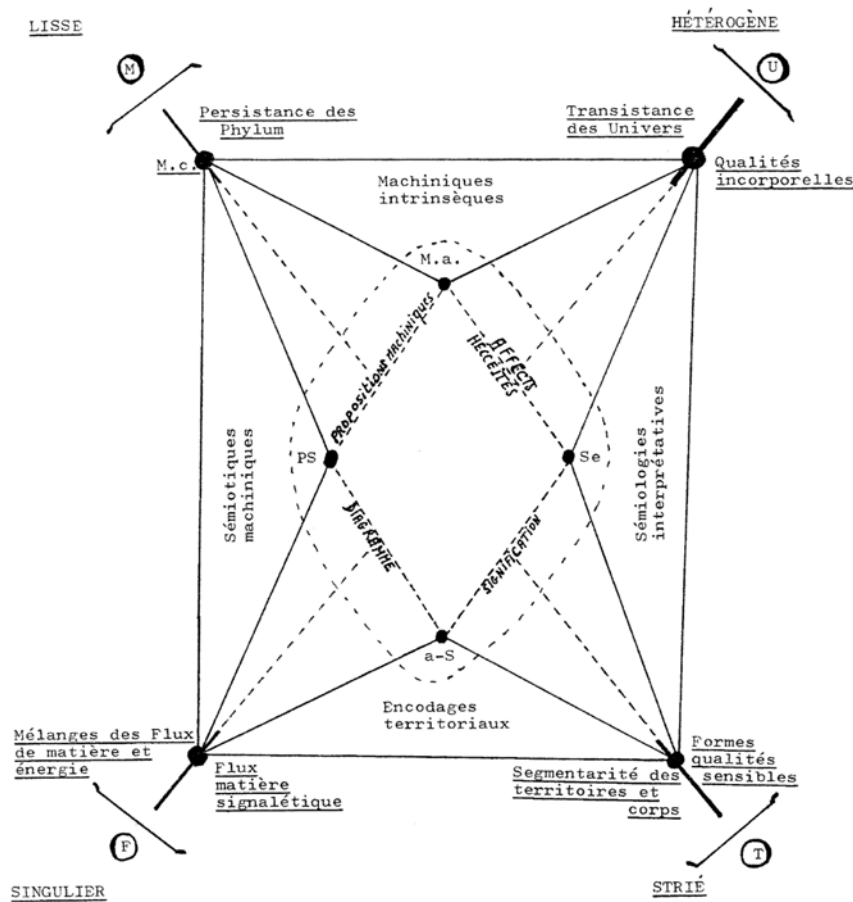 LISSE
HÉTÉROGÈNE
M
U
Persistance des
Phylum
Transistance
des Univers
M.c.
Qualités
incorporelles
Machiniques
intrinsèques
M.a.
PROPOSITIONS MACHINIQUES
AFFECTS
HECCÉITÉS
PS
Se
Sémiotiques
machiniques
Sémiologies
interprétatives
DIAGRAMME
SIGNIFICATION
a-S
Encodages
territoriaux
Mélanges des Flux
de matière et
énergie
Flux
matière
signalétique
Segmentarité des
territoires et
corps
Formes
qualités
sensibles
F
T
SINGULIER
STRIÉ